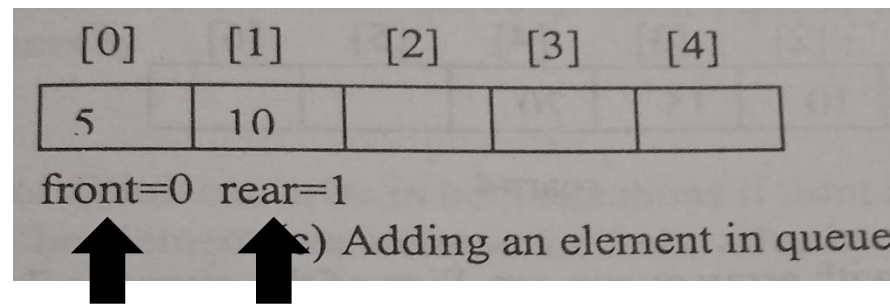 [0] [1] [2] [3] [4]
5 10
front=0 rear=1
c) Adding an element in queue